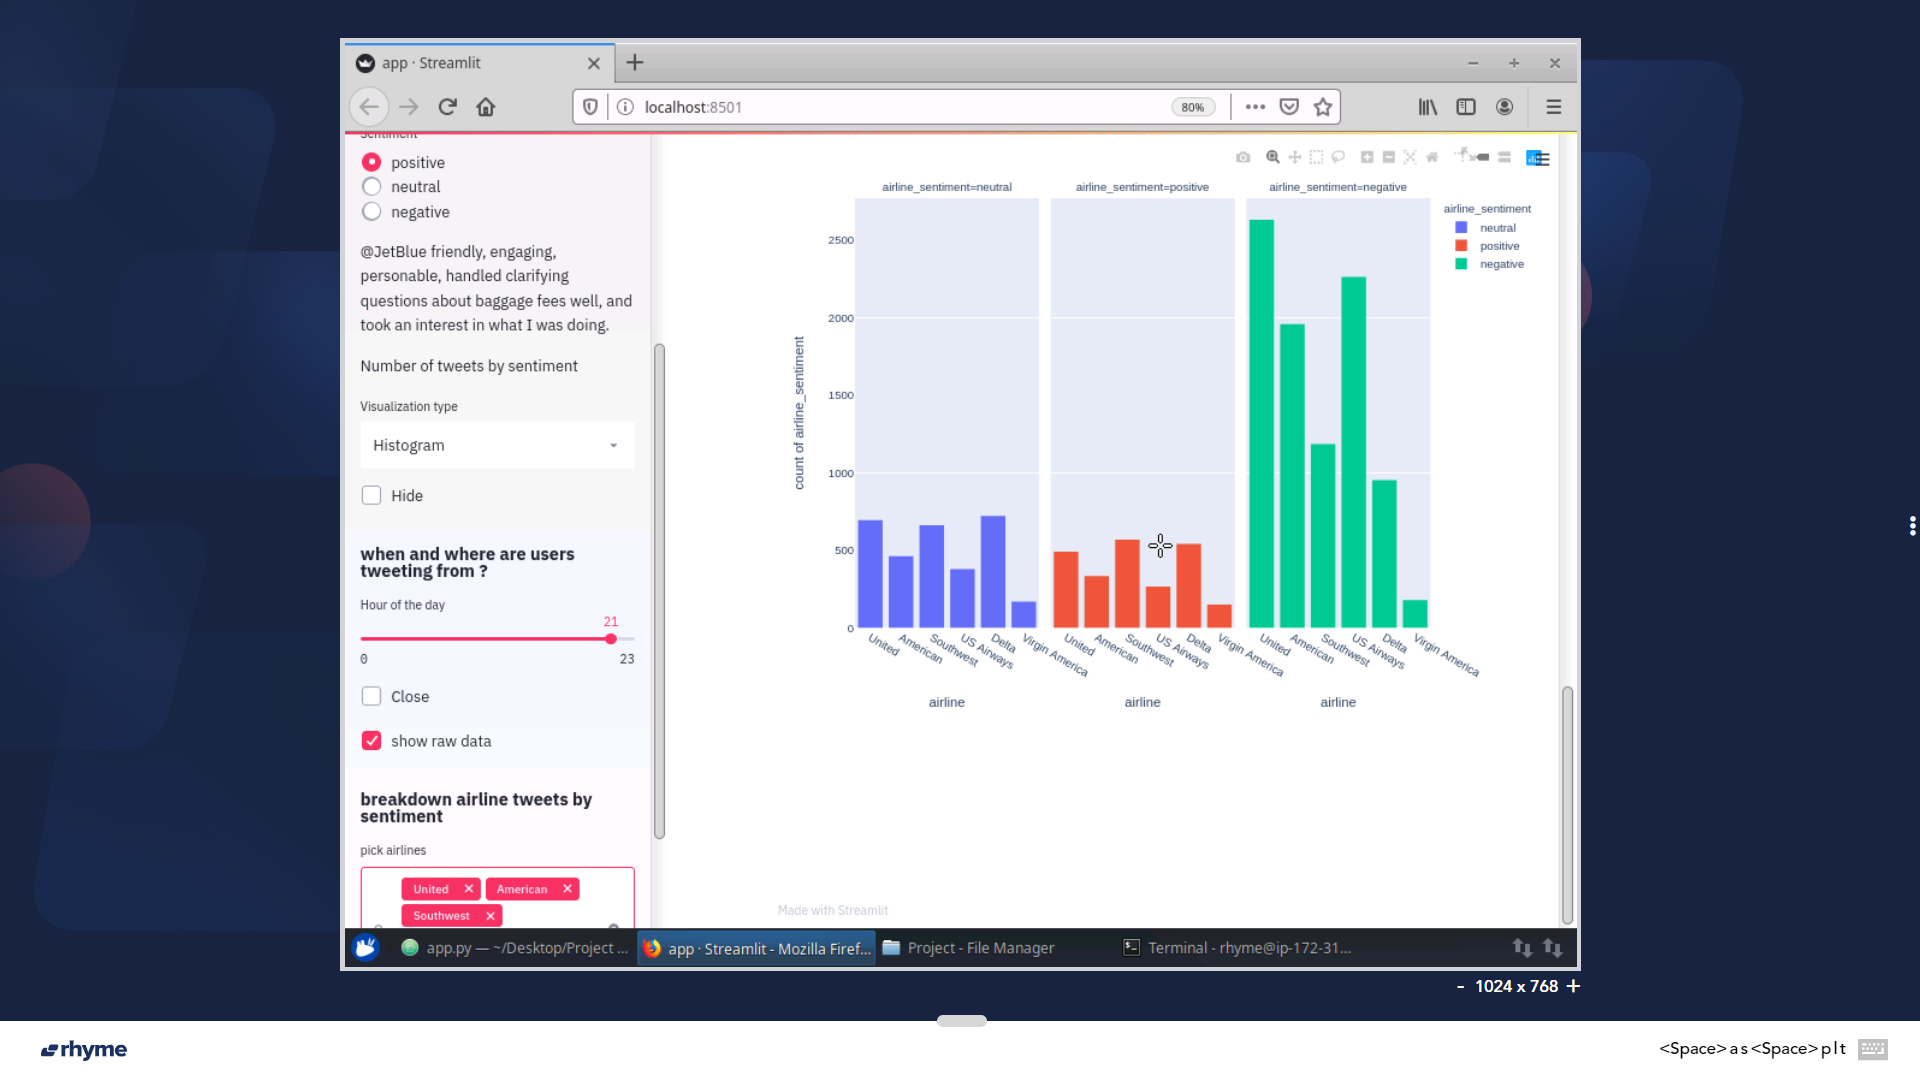 app · Streamlit
localhost:8501
80%
Sentiment
positive
neutral
negative
@JetBlue friendly, engaging,
personable, handled clarifying
questions about baggage fees well, and
took an interest in what I was doing.
Number of tweets by sentiment
Visualization type
Histogram
Hide
when and where are users
tweeting from ?
Hour of the day
21
0
23
Close
show raw data
breakdown airline tweets by
sentiment
pick airlines
United
American
Southwest
airline_sentiment=neutral
airline_sentiment=positive
airline_sentiment=negative
airline_sentiment
neutral
positive
negative
count of airline_sentiment
2500
2000
1500
1000
500
0
United
American
Southwest
US Airways
Delta
Virgin America
United
American
Southwest
US Airways
Delta
Virgin America
United
American
Southwest
US Airways
Delta
Virgin America
airline
airline
airline
Made with Streamlit
app.py — ~/Desktop/Project ...
app · Streamlit - Mozilla Firef...
Project - File Manager
Terminal - rhyme@ip-172-31...
- 1024 x 768 +
rhyme
<Space>as<Space>plt